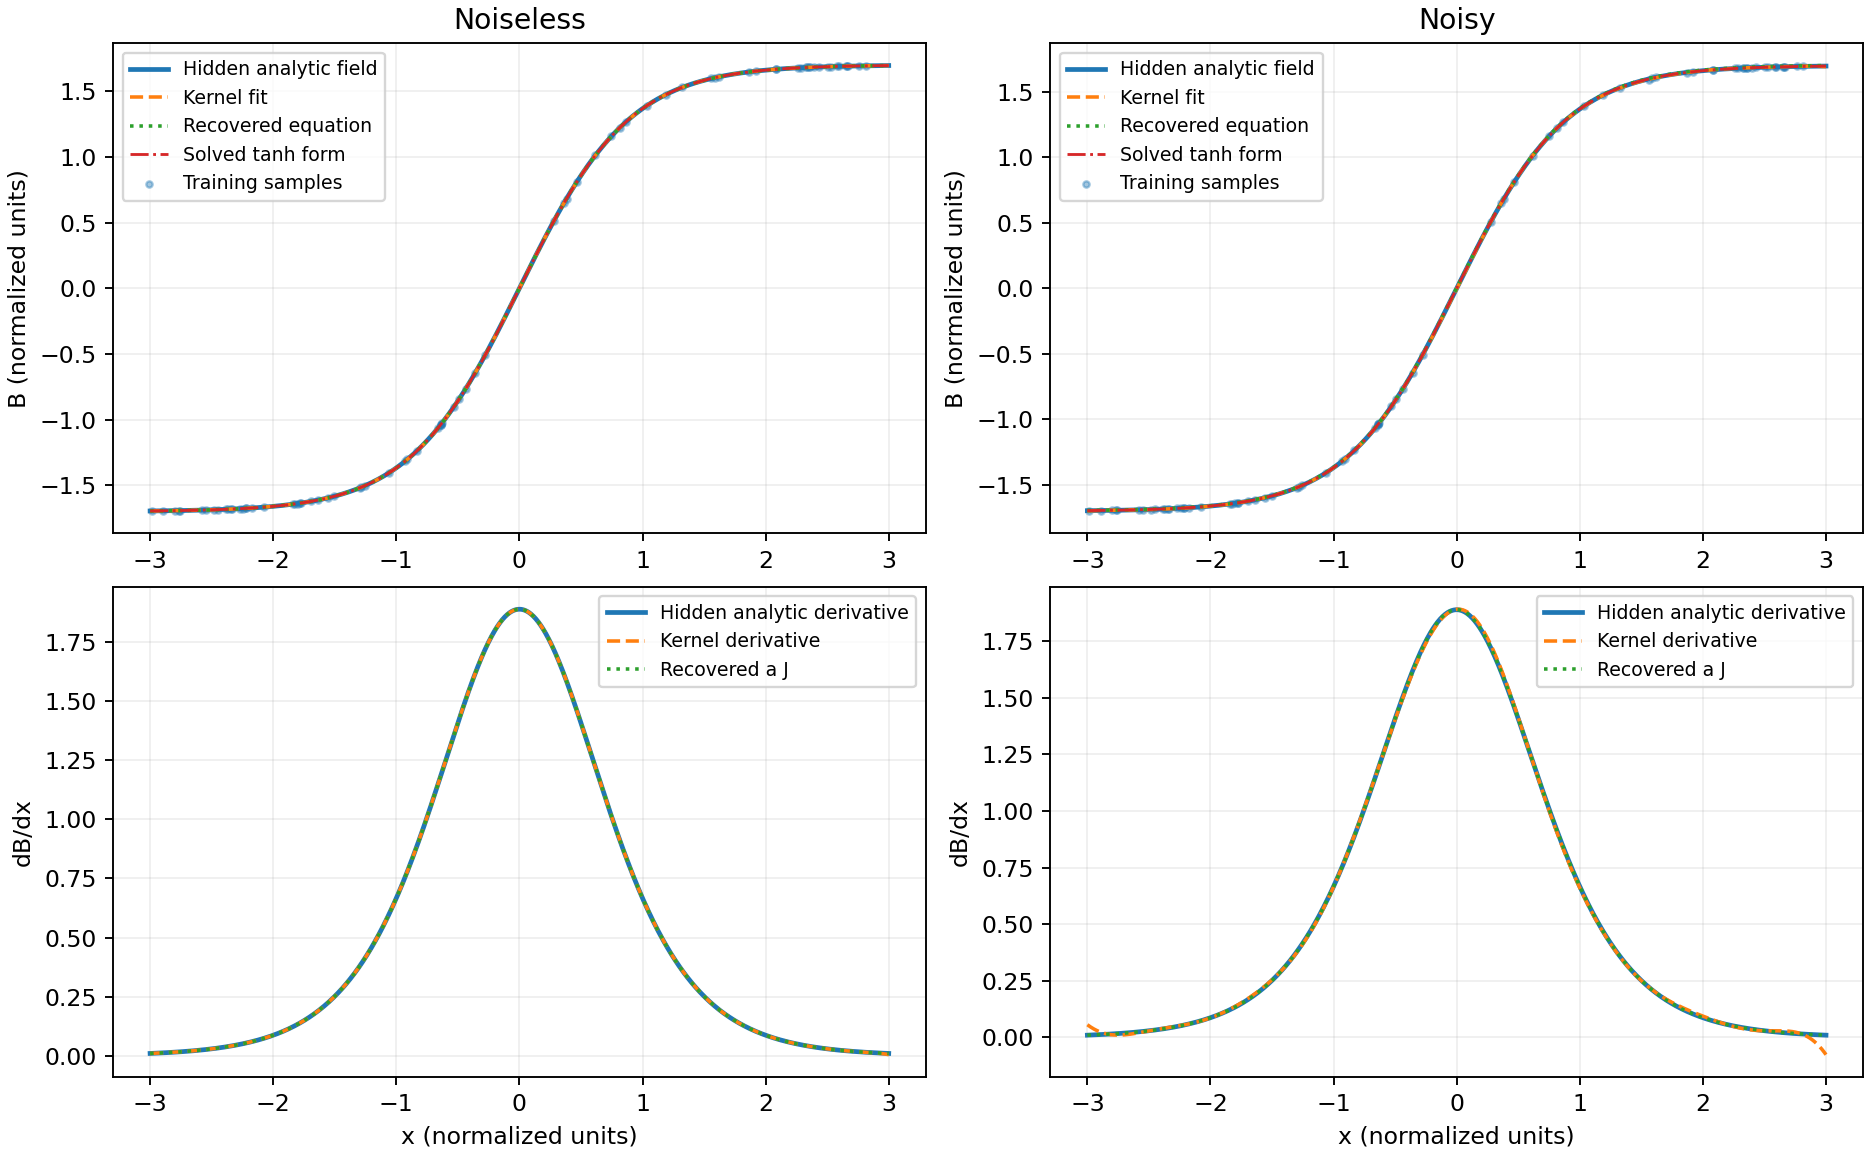 Noiseless
B (normalized units)
1.5
1.0
0.5
0.0
−0.5
−1.0
−1.5
Hidden analytic field
Kernel fit
Recovered equation
Solved tanh form
Training samples
−3
−2
−1
0
1
2
3
Noisy
B (normalized units)
1.5
1.0
0.5
0.0
−0.5
−1.0
−1.5
Hidden analytic field
Kernel fit
Recovered equation
Solved tanh form
Training samples
−3
−2
−1
0
1
2
3
dB/dx
1.75
1.50
1.25
1.00
0.75
0.50
0.25
0.00
Hidden analytic derivative
Kernel derivative
Recovered a J
−3
−2
−1
0
1
2
3
x (normalized units)
dB/dx
1.75
1.50
1.25
1.00
0.75
0.50
0.25
0.00
Hidden analytic derivative
Kernel derivative
Recovered a J
−3
−2
−1
0
1
2
3
x (normalized units)